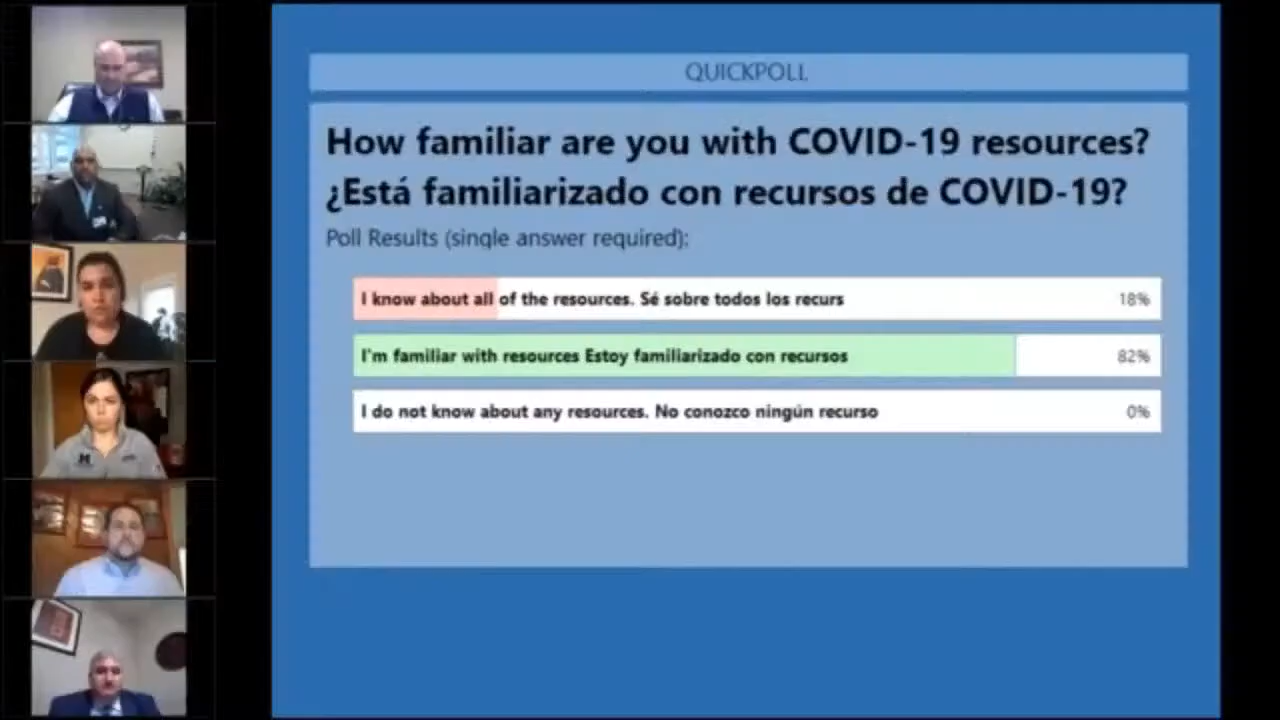 QUICKPOLL
How familiar are you with COVID-19 resources?
¿Está familiarizado con recursos de COVID-19?
Poll Results (single answer required):
I know about all of the resources. Sé sobre todos los recurs 18%
I'm familiar with resources Estoy familiarizado con recursos 82%
I do not know about any resources. No conozco ningún recurso 0%